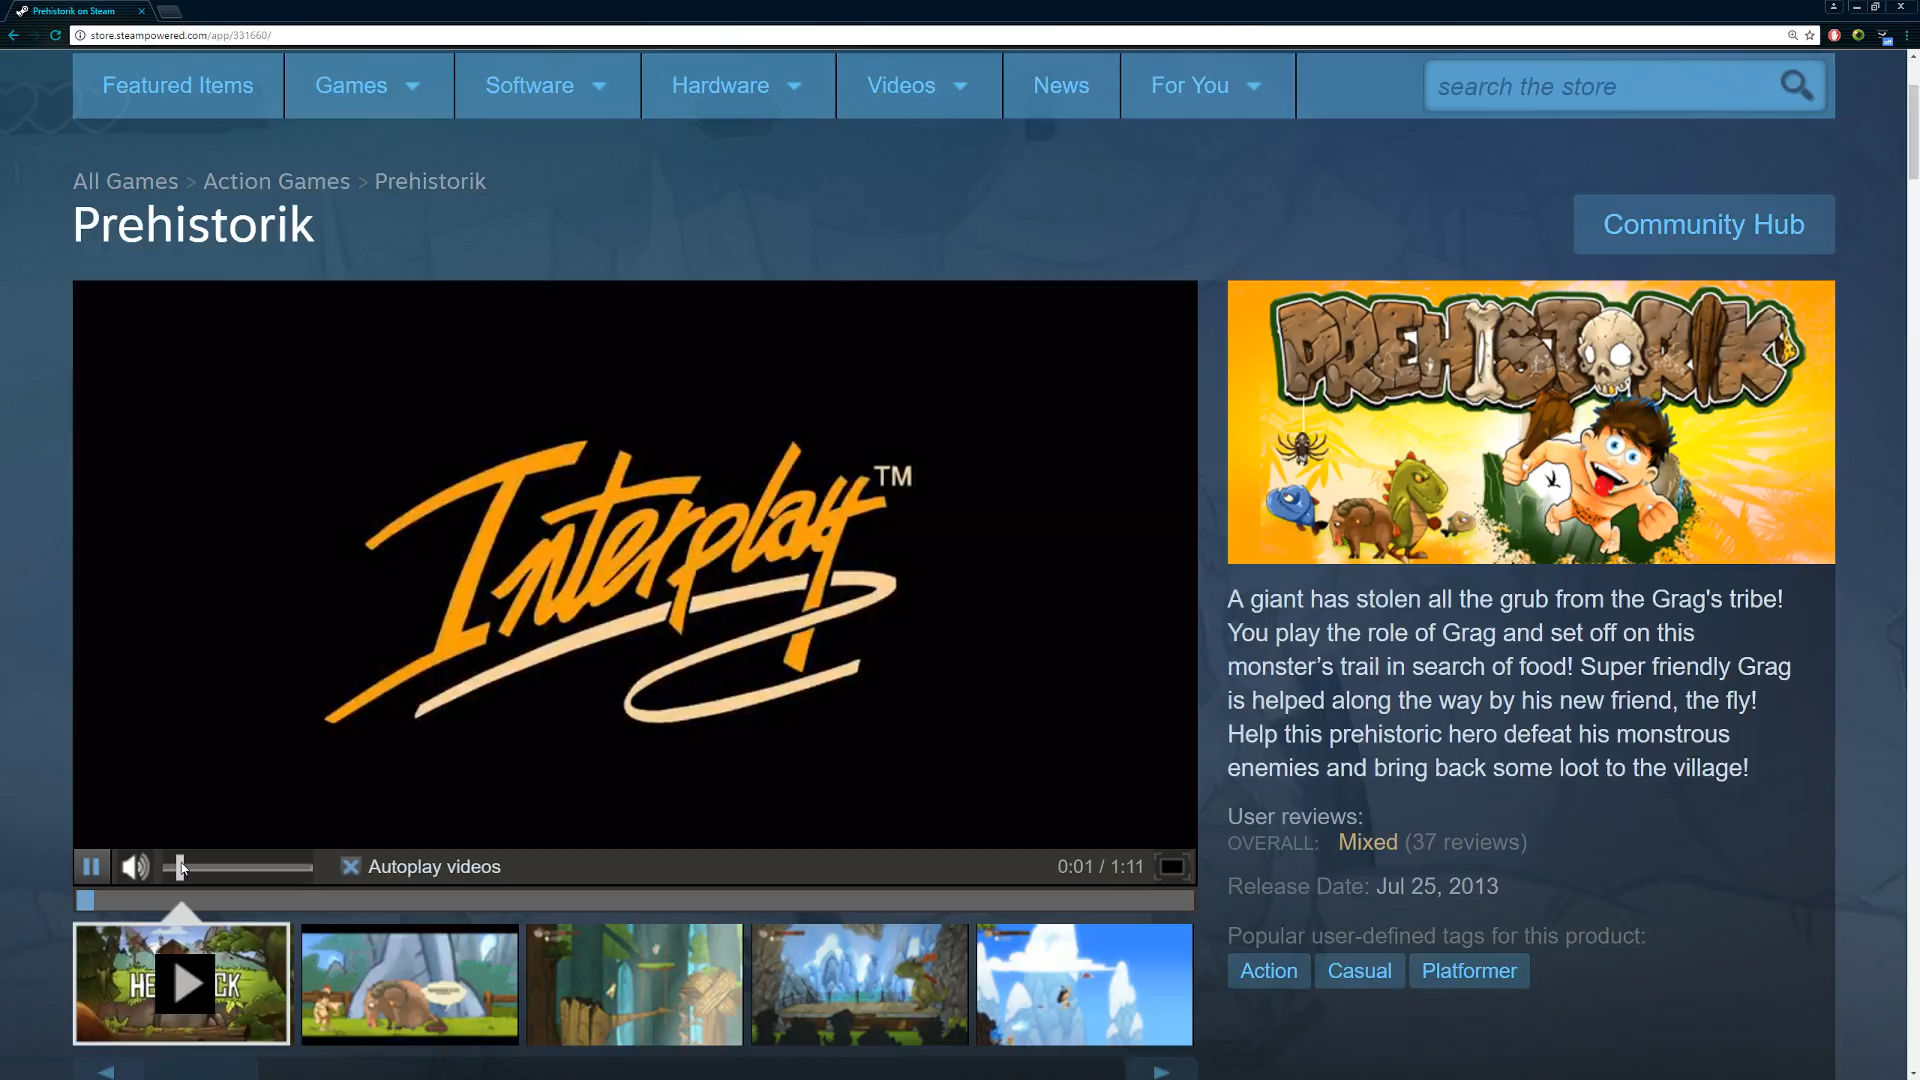 Prehistorik on Steam
store.steampowered.com/app/331660/
Featured Items
Games
Software
Hardware
Videos
News
For You
search the store
All Games > Action Games > Prehistorik
Prehistorik
Community Hub
Interplay™
PREHISTORIK
A giant has stolen all the grub from the Grag's tribe!
You play the role of Grag and set off on this
monster’s trail in search of food! Super friendly Grag
is helped along the way by his new friend, the fly!
Help this prehistoric hero defeat his monstrous
enemies and bring back some loot to the village!
User reviews:
OVERALL: Mixed (37 reviews)
Release Date: Jul 25, 2013
Popular user-defined tags for this product:
Action
Casual
Platformer
Autoplay videos
0:01 / 1:11